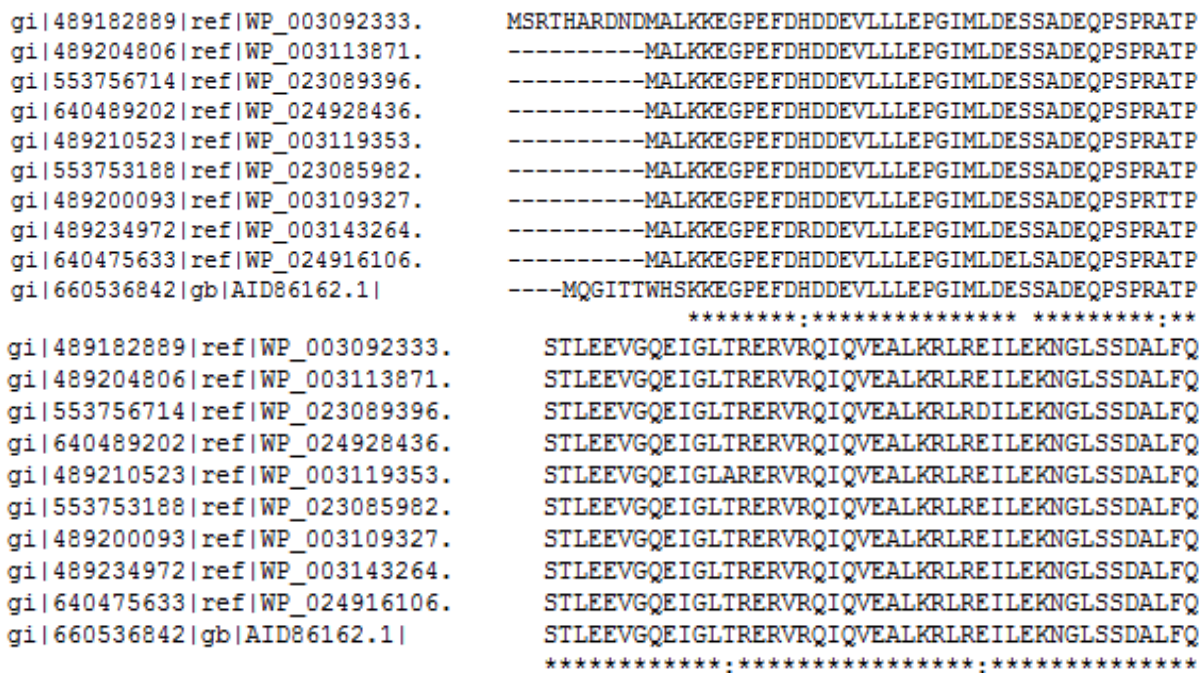 gi|489182889|ref|WP_003092333. MSRTHARDNDMALKKEGPEFDHDDEVLLLEPGIMLDESSADEQPSPRATP
gi|489204806|ref|WP_003113871. ----------MALKKEGPEFDHDDEVLLLEPGIMLDESSADEQPSPRATP
gi|553756714|ref|WP_023089396. ----------MALKKEGPEFDHDDEVLLLEPGIMLDESSADEQPSPRATP
gi|640489202|ref|WP_024928436. ----------MALKKEGPEFDHDDEVLLLEPGIMLDESSADEQPSPRATP
gi|489210523|ref|WP_003119353. ----------MALKKEGPEFDHDDEVLLLEPGIMLDESSADEQPSPRATP
gi|553753188|ref|WP_023085982. ----------MALKKEGPEFDHDDEVLLLEPGIMLDESSADEQPSPRATP
gi|489200093|ref|WP_003109327. ----------MALKKEGPEFDHDDEVLLLEPGIMLDESSADEQPSPRTTP
gi|489234972|ref|WP_003143264. ----------MALKKEGPEFDRDDEVLLLEPGIMLDESSADEQPSPRATP
gi|640475633|ref|WP_024916106. ----------MALKKEGPEFDHDDEVLLLEPGIMLDELSADEQPSPRATP
gi|660536842|gb|AID86162.1| ----MQGITTWHSKKEGPEFDHDDEVLLLEPGIMLDESSADEQPSPRATP
********:*************** *********:**
gi|489182889|ref|WP_003092333. STLEEVGQEIGLTRERVRQIQVEALKRLREILEKNGLSSDALFQ
gi|489204806|ref|WP_003113871. STLEEVGQEIGLTRERVRQIQVEALKRLREILEKNGLSSDALFQ
gi|553756714|ref|WP_023089396. STLEEVGQEIGLTRERVRQIQVEALKRLRDILEKNGLSSDALFQ
gi|640489202|ref|WP_024928436. STLEEVGQEIGLTRERVRQIQVEALKRLREILEKNGLSSDALFQ
gi|489210523|ref|WP_003119353. STLEEVGQEIGLARERVRQIQVEALKRLREILEKNGLSSDALFQ
gi|553753188|ref|WP_023085982. STLEEVGQEIGLTRERVRQIQVEALKRLREILEKNGLSSDALFQ
gi|489200093|ref|WP_003109327. STLEEVGQEIGLTRERVRQIQVEALKRLREILEKNGLSSDALFQ
gi|489234972|ref|WP_003143264. STLEEVGQEIGLTRERVRQIQVEALKRLREILEKNGLSSDALFQ
gi|640475633|ref|WP_024916106. STLEEVGQEIGLTRERVRQIQVEALKRLREILEKNGLSSDALFQ
gi|660536842|gb|AID86162.1| STLEEVGQEIGLTRERVRQIQVEALKRLREILEKNGLSSDALFQ
************:****************:**************